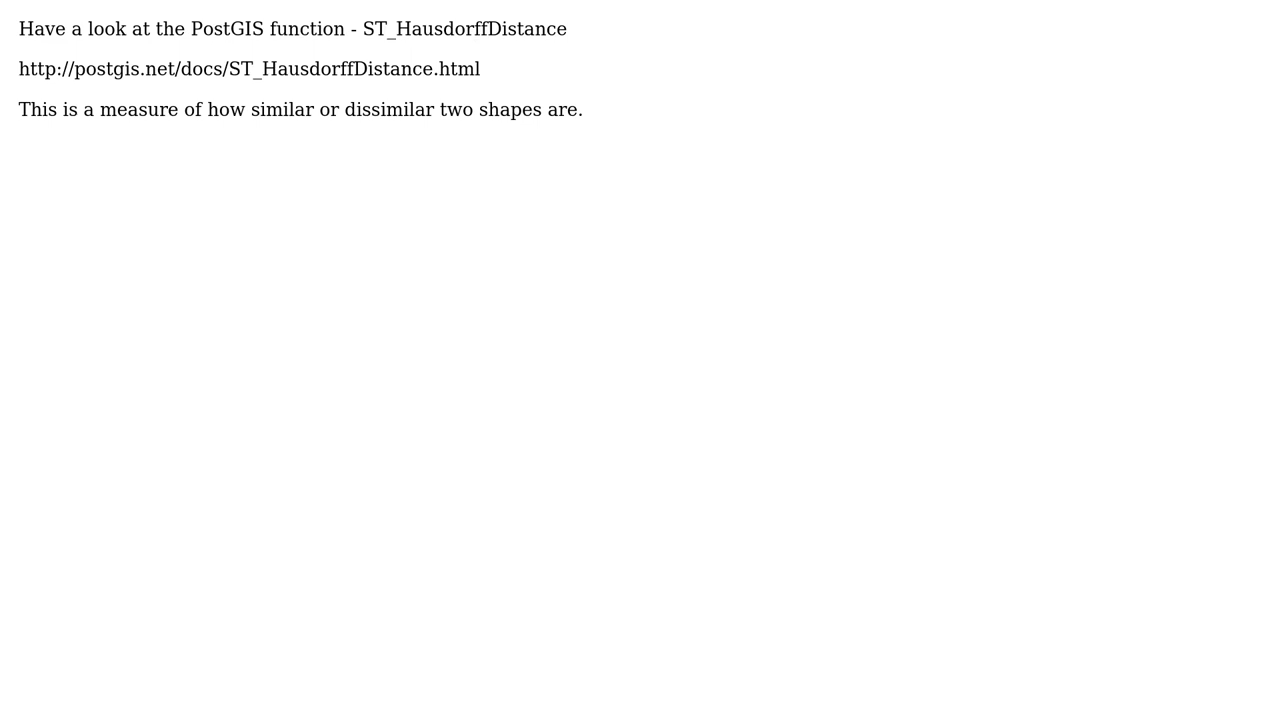 Have a look at the PostGIS function - ST_HausdorffDistance
http://postgis.net/docs/ST_HausdorffDistance.html
This is a measure of how similar or dissimilar two shapes are.